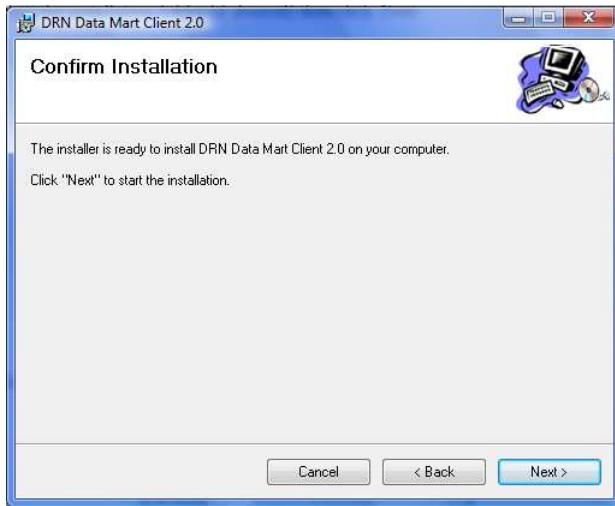 DRN Data Mart Client 2.0
Confirm Installation
The installer is ready to install DRN Data Mart Client 2.0 on your computer.
Click "Next" to start the installation.
Cancel
< Back
Next >